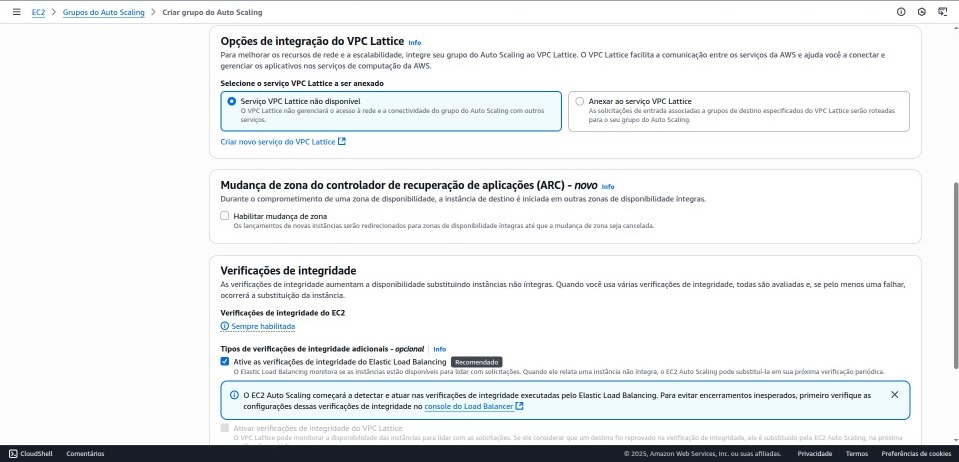 EC2 > Grupos do Auto Scaling > Criar grupo do Auto Scaling
Opções de integração do VPC Lattice Info
Para melhorar os recursos de rede e a escalabilidade, integre seu grupo do Auto Scaling ao VPC Lattice. O VPC Lattice facilita a comunicação entre os serviços da AWS e ajuda você a conectar e
gerenciar os aplicativos nos serviços de computação da AWS.
Selecione o serviço VPC Lattice a ser anexado
Serviço VPC Lattice não disponível
O VPC Lattice não gerenciará o acesso à rede e a conectividade do grupo do Auto Scaling com outros
serviços.
Anexar ao serviço VPC Lattice
As solicitações de entrada associadas a grupos de destino especificados do VPC Lattice serão roteadas
para o seu grupo do Auto Scaling.
Criar novo serviço do VPC Lattice
Mudança de zona do controlador de recuperação de aplicações (ARC) - novo Info
Durante o comprometimento de uma zona de disponibilidade, a instância de destino é iniciada em outras zonas de disponibilidade íntegras.
Habilitar mudança de zona
Os lançamentos de novas instâncias serão redirecionados para zonas de disponibilidade íntegras até que a mudança de zona seja cancelada.
Verificações de integridade
As verificações de integridade aumentam a disponibilidade substituindo instâncias não íntegras. Quando você usa várias verificações de integridade, todas são avaliadas e, se pelo menos uma falhar,
ocorrerá a substituição da instância.
Verificações de integridade do EC2
Sempre habilitada
Tipos de verificações de integridade adicionais - opcional Info
Ative as verificações de integridade do Elastic Load Balancing Recomendado
O Elastic Load Balancing monitora se as instâncias estão disponíveis para lidar com solicitações. Quando ele relata uma instância não íntegra, o EC2 Auto Scaling pode substituí-la em sua próxima verificação periódica.
O EC2 Auto Scaling começará a detectar e atuar nas verificações de integridade executadas pelo Elastic Load Balancing. Para evitar encerramentos inesperados, primeiro verifique as
configurações dessas verificações de integridade no console do Load Balancer
Ativar verificações de integridade do VPC Lattice
O VPC Lattice pode monitorar a disponibilidade das instâncias para lidar com as solicitações. Se ele considerar que um destino foi reprovado na verificação de integridade, ele é substituído pelo EC2 Auto Scaling, na próxima
CloudShell Comentários © 2025, Amazon Web Services, Inc. ou suas afiliadas. Privacidade Termos Preferências de cookies